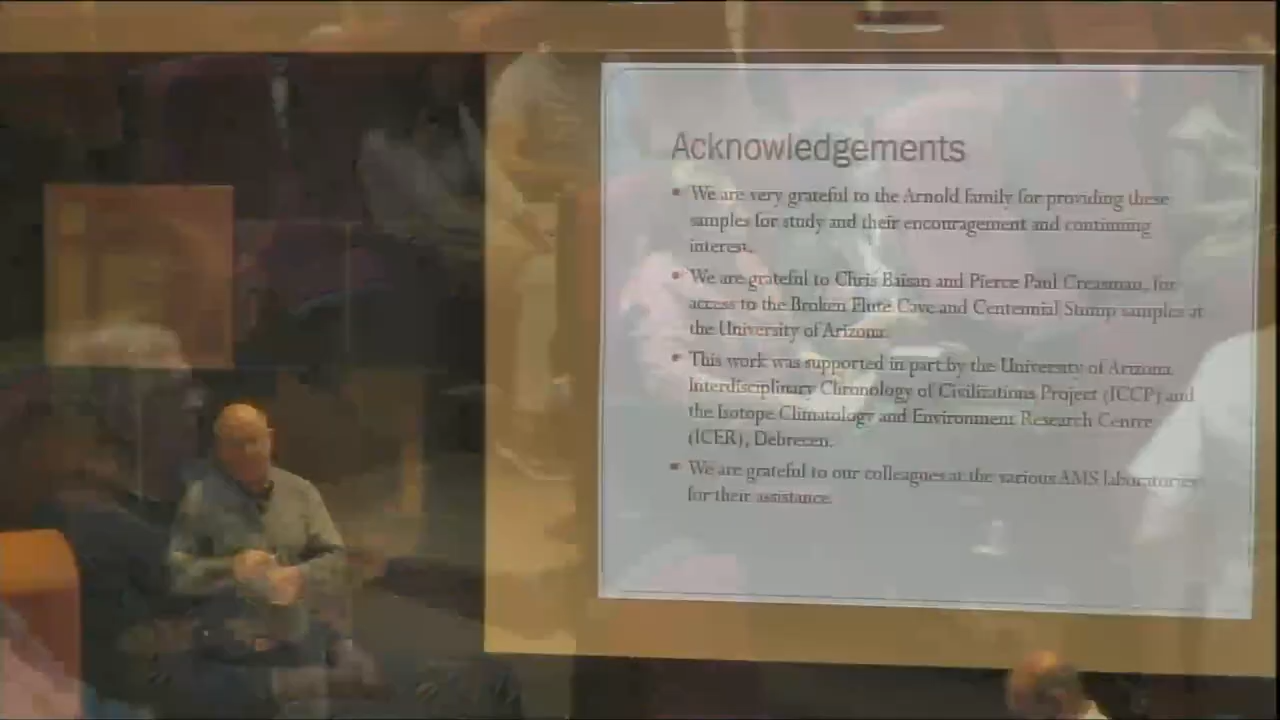 Acknowledgements
We are very grateful to the Arnold family for providing these
samples for study and their encouragement and continuing
interest.
We are grateful to Chris Baisan and Pierce Paul Creasman, for
access to the Broken Flute Cave and Centennial Stump samples at
the University of Arizona.
This work was supported in part by the University of Arizona
Interdisciplinary Chronology of Civilizations Project (ICCP) and
the Isotope Climatology and Environment Research Centre
(ICER), Debrecen.
We are grateful to our colleagues at the various AMS laboratories
for their assistance.